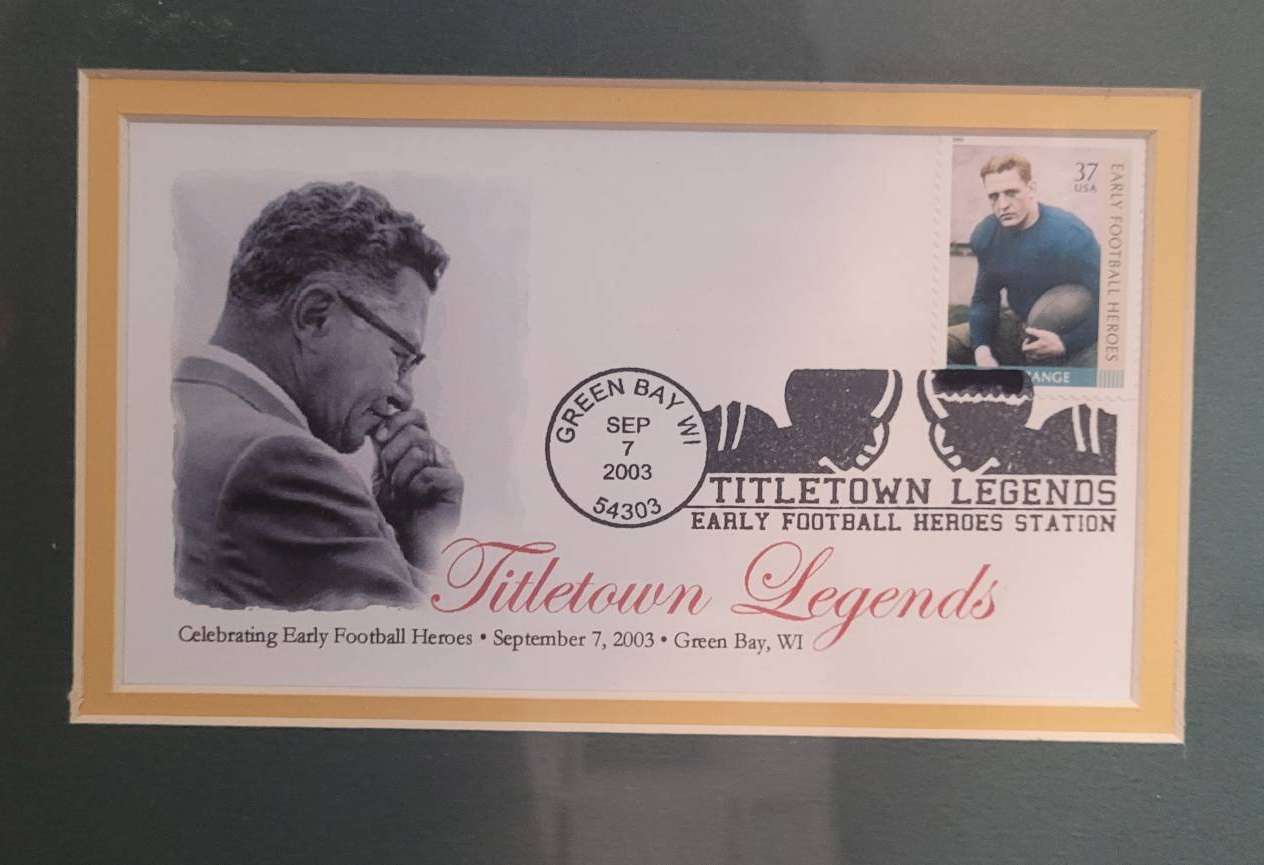 37
USA
EARLY FOOTBALL HEROES
ANGE
GREEN BAY WI
SEP
7
2003
54303
TITLETOWN LEGENDS
EARLY FOOTBALL HEROES STATION
Titletown Legends
Celebrating Early Football Heroes • September 7, 2003 • Green Bay, WI